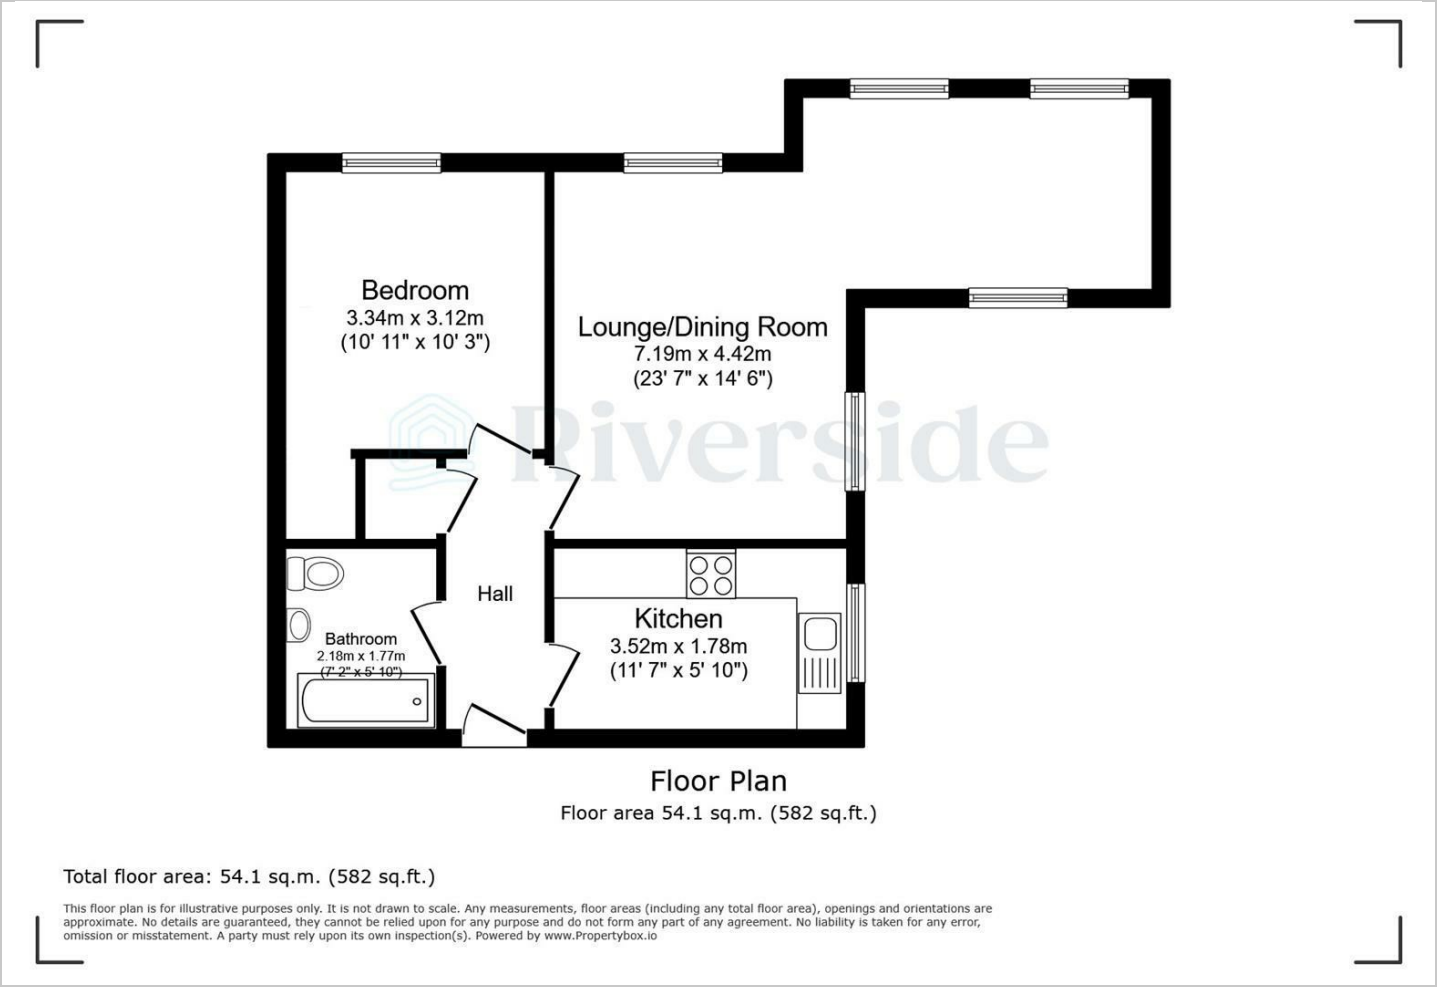 Bedroom
3.34m x 3.12m
(10' 11" x 10' 3")
Lounge/Dining Room
7.19m x 4.42m
(23' 7" x 14' 6")
Riverside
Hall
Bathroom
2.18m x 1.77m
(7' 2" x 5' 10")
Kitchen
3.52m x 1.78m
(11' 7" x 5' 10")
Floor Plan
Floor area 54.1 sq.m. (582 sq.ft.)
Total floor area: 54.1 sq.m. (582 sq.ft.)
This floor plan is for illustrative purposes only. It is not drawn to scale. Any measurements, floor areas (including any total floor area), openings and orientations are
approximate. No details are guaranteed, they cannot be relied upon for any purpose and do not form any part of any agreement. No liability is taken for any error,
omission or misstatement. A party must rely upon its own inspection(s). Powered by www.Propertybox.io